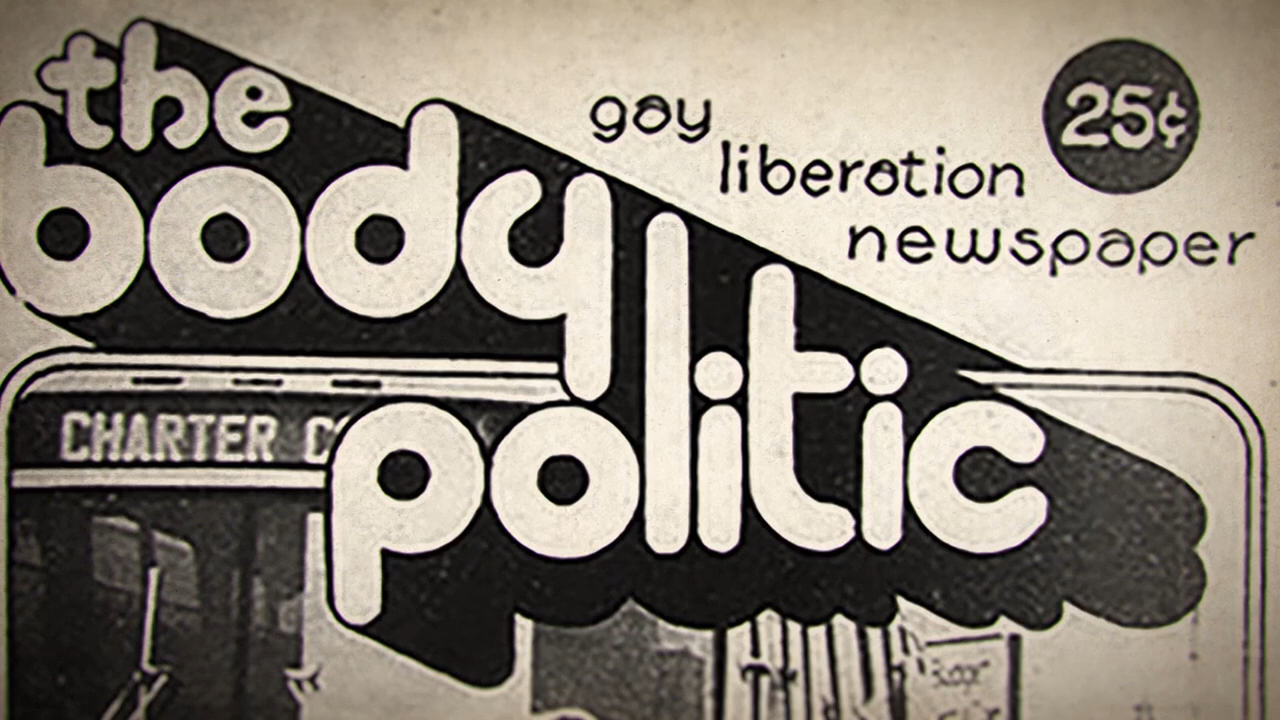 the
body
politic
gay
liberation
newspaper
25¢
CHARTER